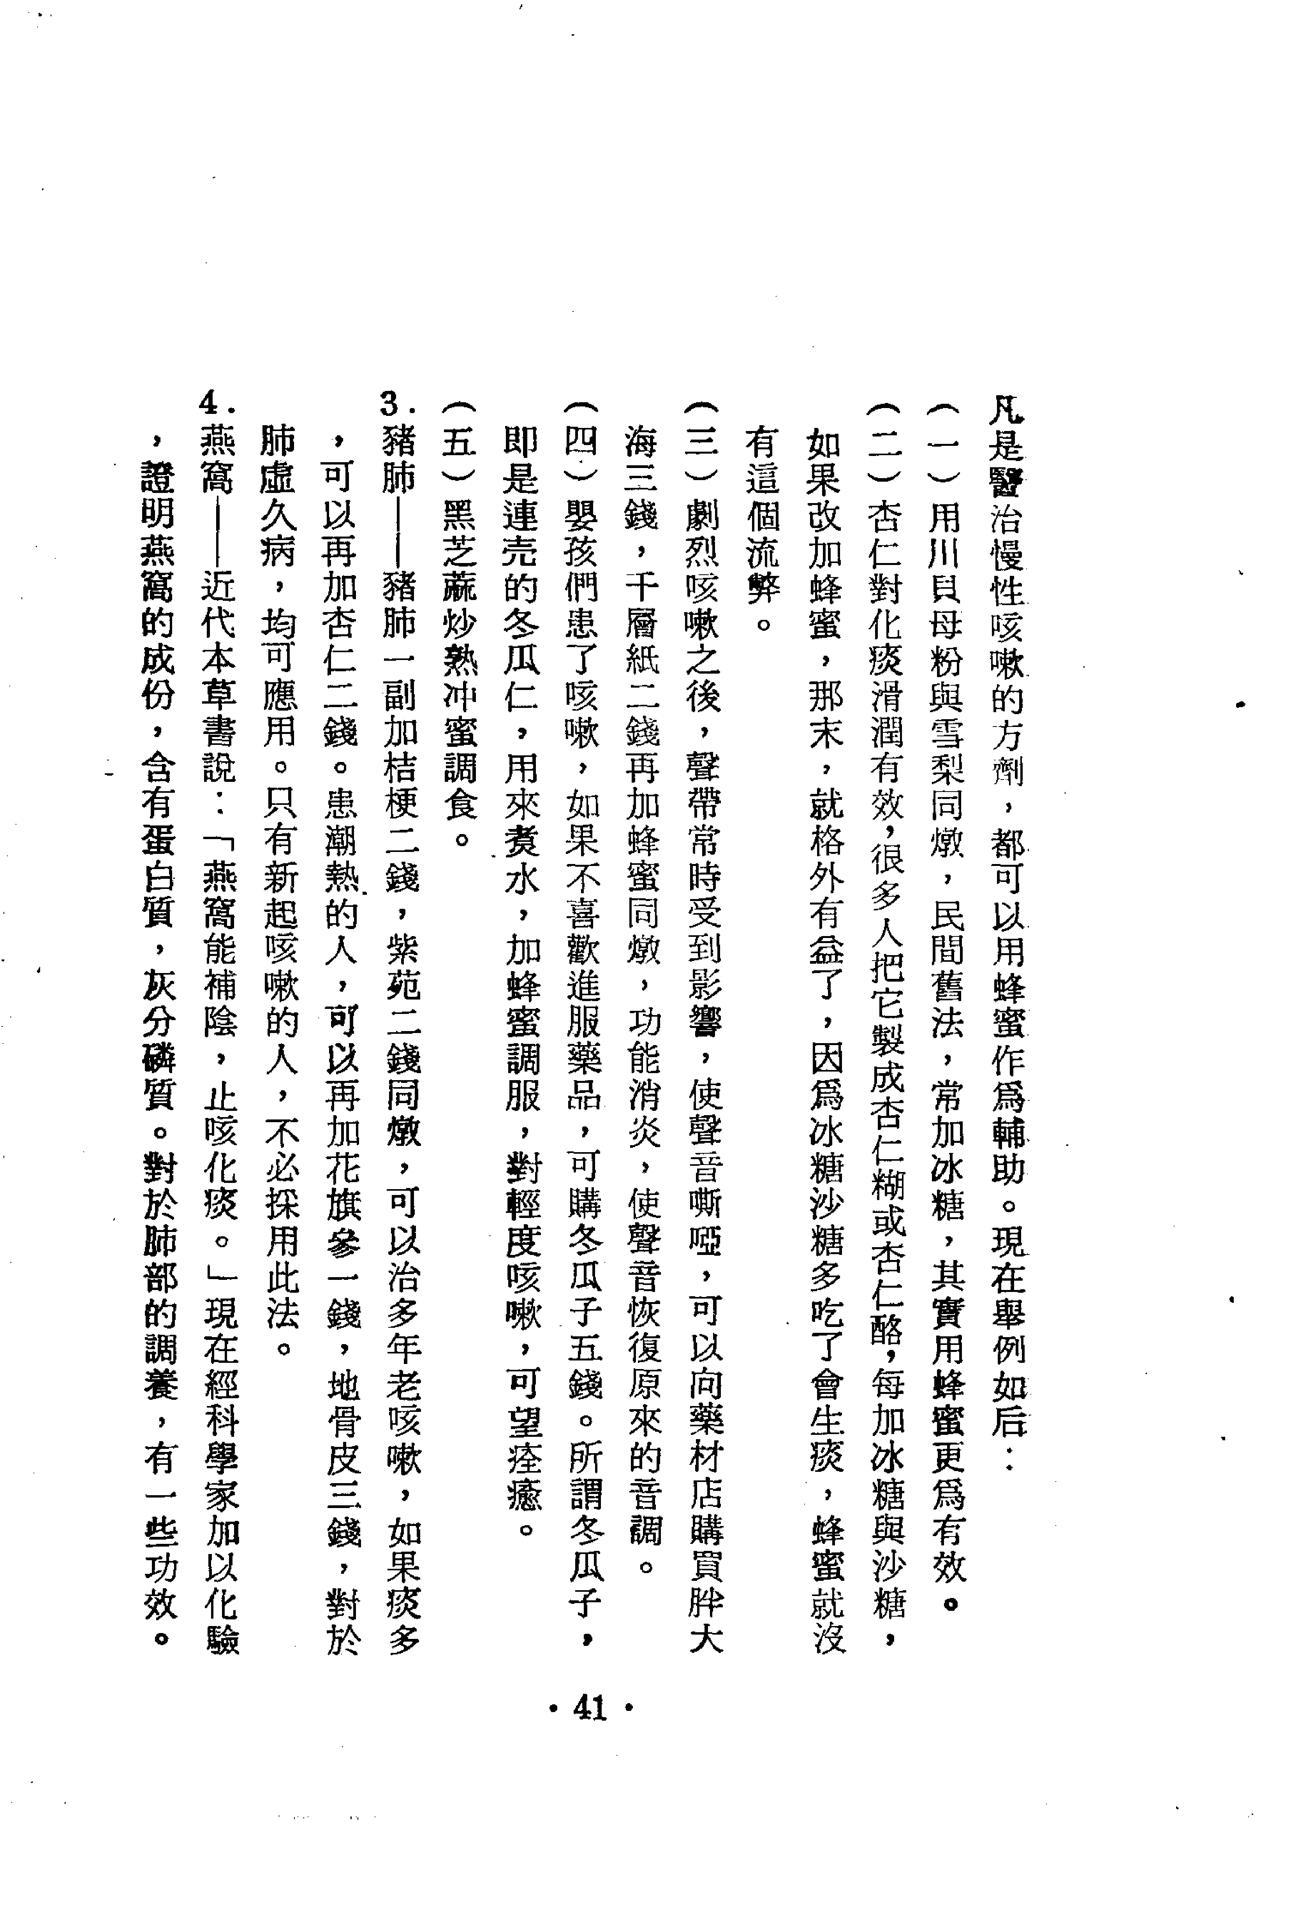 凡是醫治慢性咳嗽的方劑，都可以用蜂蜜作爲輔助。現在舉例如后：
（一）用川貝母粉與雪梨同燉，民間舊法，常加冰糖，其實用蜂蜜更爲有效。
（二）杏仁對化痰滑潤有效，很多人把它製成杏仁糊或杏仁酪，每加冰糖與沙糖，
如果改加蜂蜜，那末，就格外有益了，因爲冰糖沙糖多吃了會生痰，蜂蜜就沒
有這個流弊。
（三）劇烈咳嗽之後，聲帶常時受到影響，使聲音嘶啞，可以向藥材店購買胖大
海三錢，千層紙二錢再加蜂蜜同燉，功能消炎，使聲音恢復原來的音調。
（四）嬰孩們患了咳嗽，如果不喜歡進服藥品，可購冬瓜子五錢。所謂冬瓜子，
即是連壳的冬瓜仁，用來煑水，加蜂蜜調服，對輕度咳嗽，可望痊癒。
（五）黑芝蔴炒熟冲蜜調食。
3．豬肺——豬肺一副加桔梗二錢，紫苑二錢同燉，可以治多年老咳嗽，如果痰多
，可以再加杏仁二錢。患潮熱的人，可以再加花旗參一錢，地骨皮三錢，對於
肺虛久病，均可應用。只有新起咳嗽的人，不必採用此法。
4．燕窩——近代本草書說：「燕窩能補陰，止咳化痰。」現在經科學家加以化驗
，證明燕窩的成份，含有蛋白質，灰分磷質。對於肺部的調養，有一些功效。
• 41 •